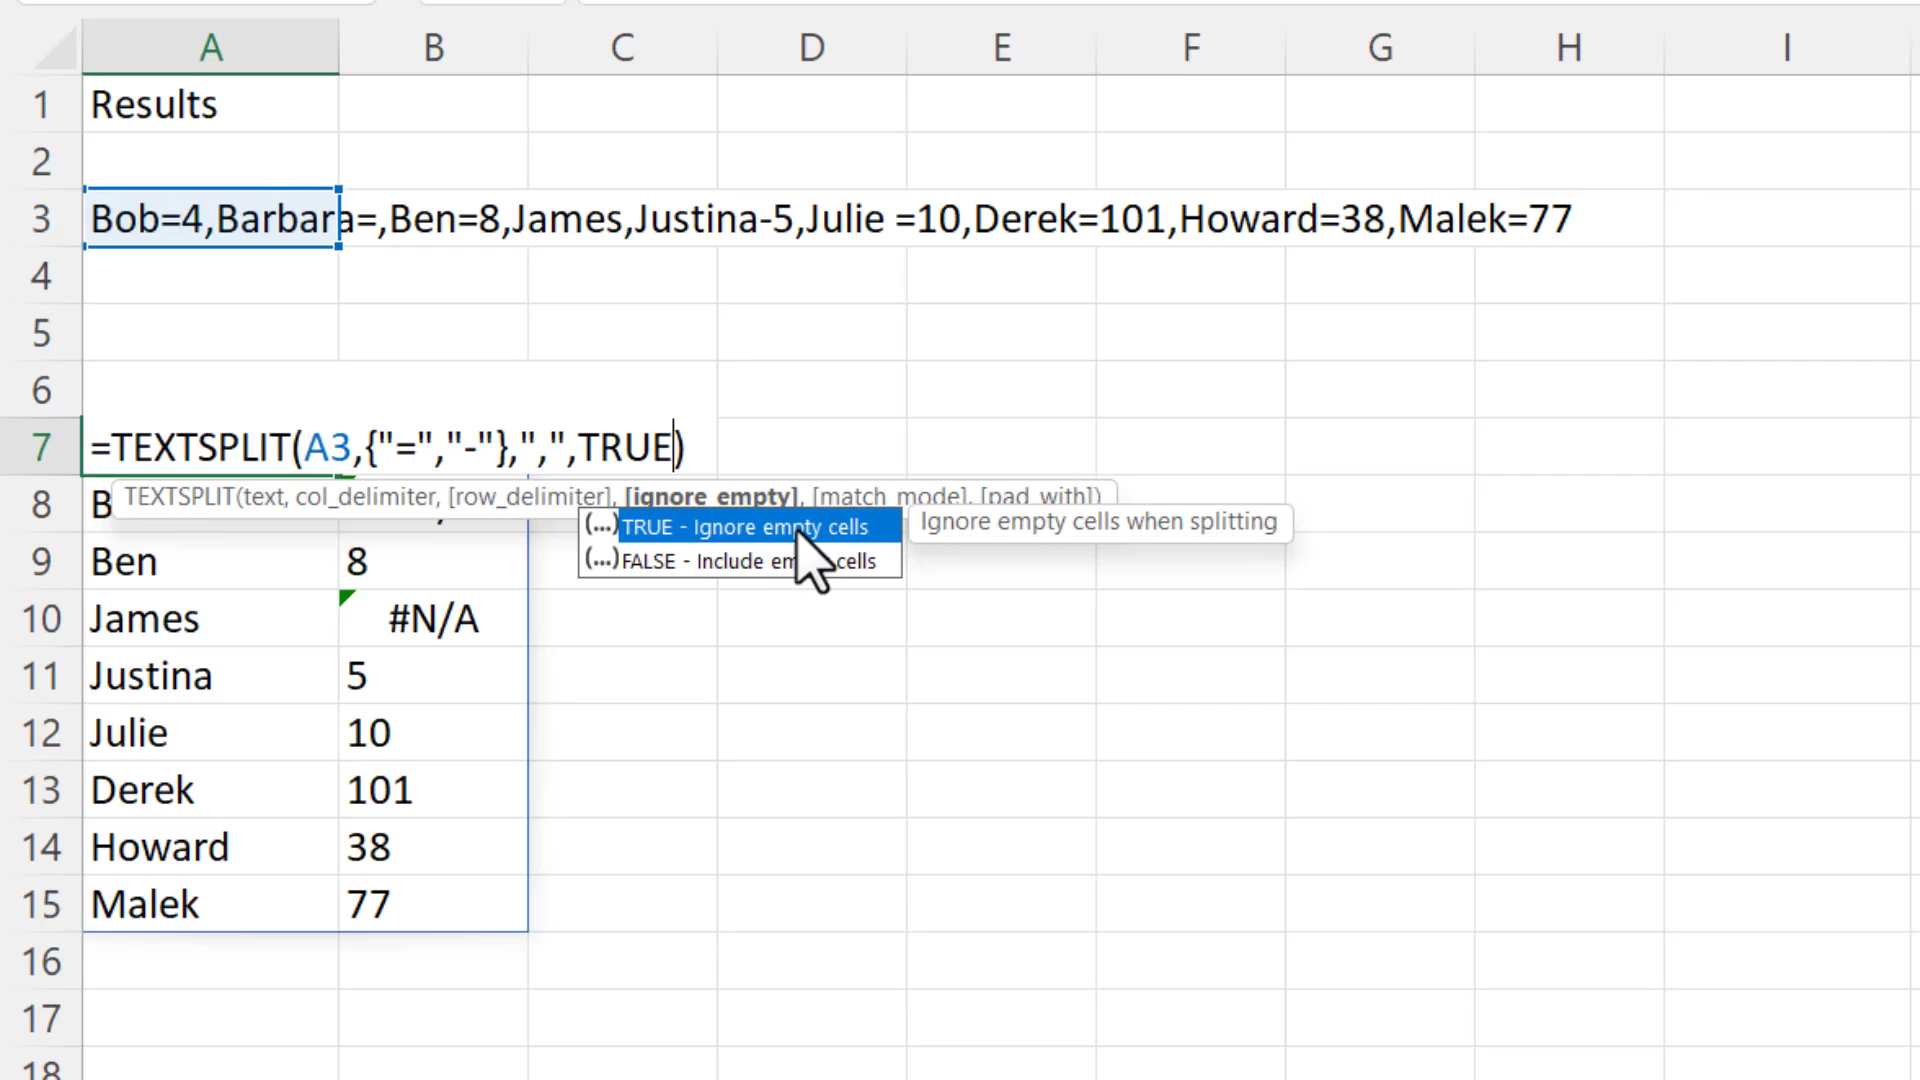 A B C D E F G H I
1 Results
2
3 Bob=4,Barbara=,Ben=8,James,Justina-5,Julie =10,Derek=101,Howard=38,Malek=77
4
5
6
7 =TEXTSPLIT(A3,{"=","-"},",",TRUE)
TEXTSPLIT(text, col_delimiter, [row_delimiter], [ignore_empty], [match_mode], [pad_with])
8 B
(...) TRUE - Ignore empty cells Ignore empty cells when splitting
9 Ben 8 (...) FALSE - Include em cells
10 James #N/A
11 Justina 5
12 Julie 10
13 Derek 101
14 Howard 38
15 Malek 77
16
17
18